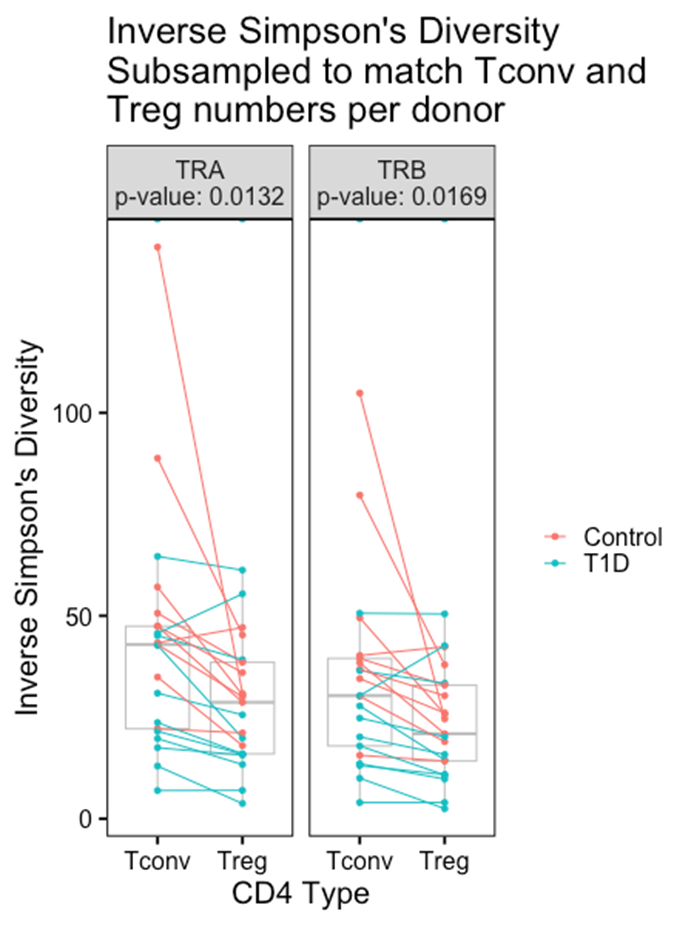 Inverse Simpson's Diversity
Subsampled to match Tconv and
Treg numbers per donor
TRA
p-value: 0.0132
TRB
p-value: 0.0169
Inverse Simpson's Diversity
100
50
0
Control
T1D
Tconv Treg
Tconv Treg
CD4 Type